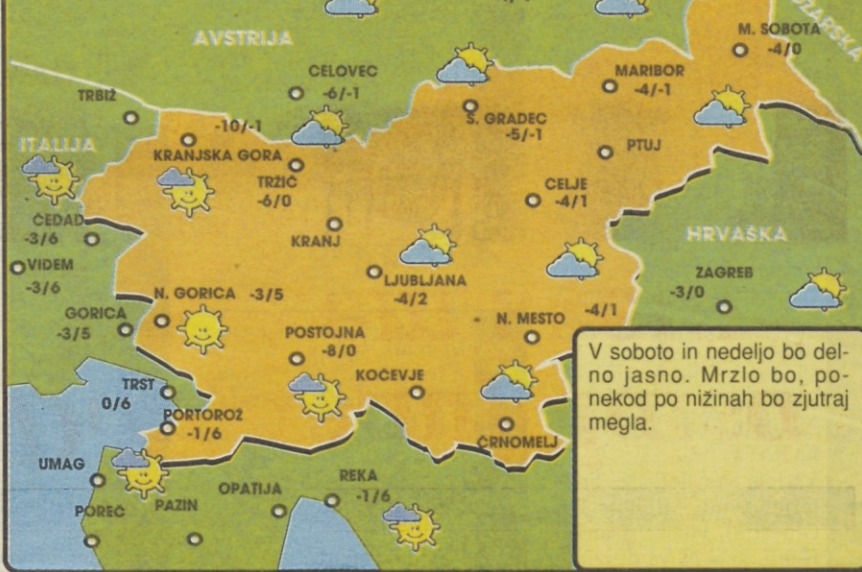 AVSTRIJA
M. SOBOTA
-4/0
CELOVEC
-6/-1
MARIBOR
-4/-1
TRBIŽ
Š. GRADEC
-5/-1
-10/-1
ITALIJA
KRANJSKA GORA
PTUJ
TRŽIČ
-6/0
CELJE
-4/1
ČEDAD
-3/6
KRANJ
HRVAŠKA
VIDEM
-3/6
LJUBLJANA
-4/2
ZAGREB
-3/0
N. GORICA -3/5
GORICA
-3/5
-4/1
N. MESTO
POSTOJNA
-8/0
KOČEVJE
TRST
0/6
PORTOROŽ
-1/6
ČRNOMELJ
UMAG
REKA
-1/6
OPATIJA
POREČ
PAZIN
V soboto in nedeljo bo del-
no jasno. Mrzlo bo, po-
nekod po nižinah bo zjutraj
megla.